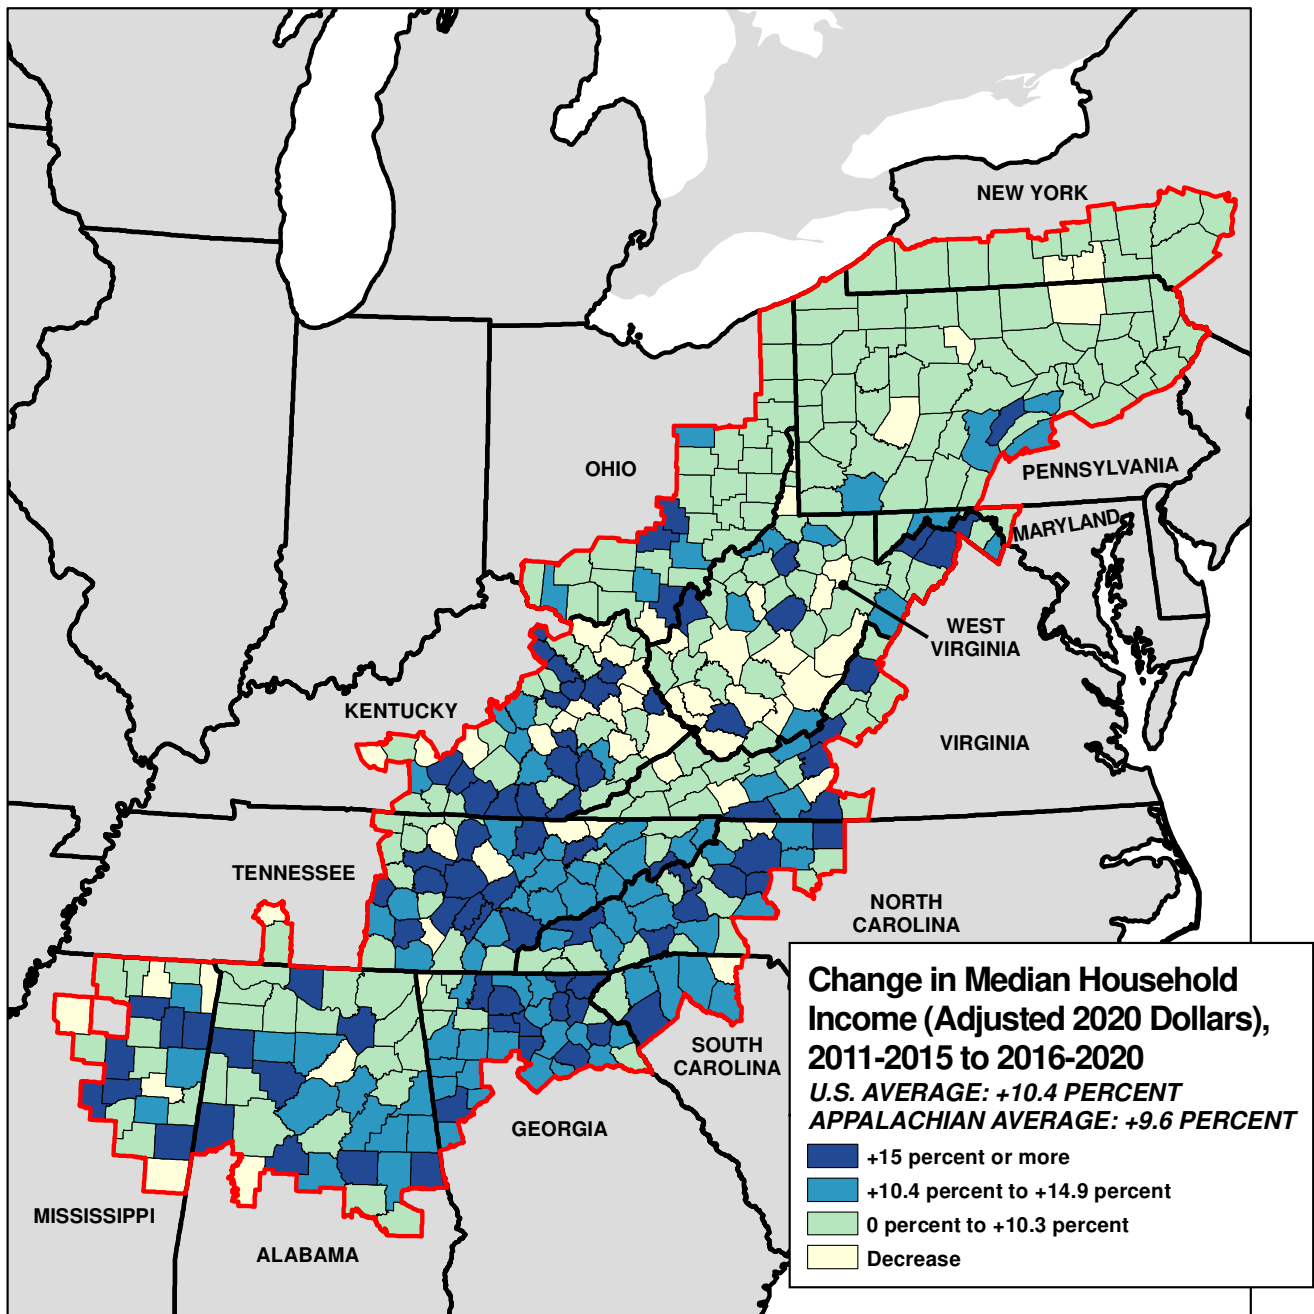 NEW YORK
OHIO
PENNSYLVANIA
MARYLAND
WEST
VIRGINIA
KENTUCKY
VIRGINIA
TENNESSEE
NORTH
CAROLINA
SOUTH
CAROLINA
GEORGIA
MISSISSIPPI
ALABAMA
Change in Median Household
Income (Adjusted 2020 Dollars),
2011-2015 to 2016-2020
U.S. AVERAGE: +10.4 PERCENT
APPALACHIAN AVERAGE: +9.6 PERCENT
+15 percent or more
+10.4 percent to +14.9 percent
0 percent to +10.3 percent
Decrease